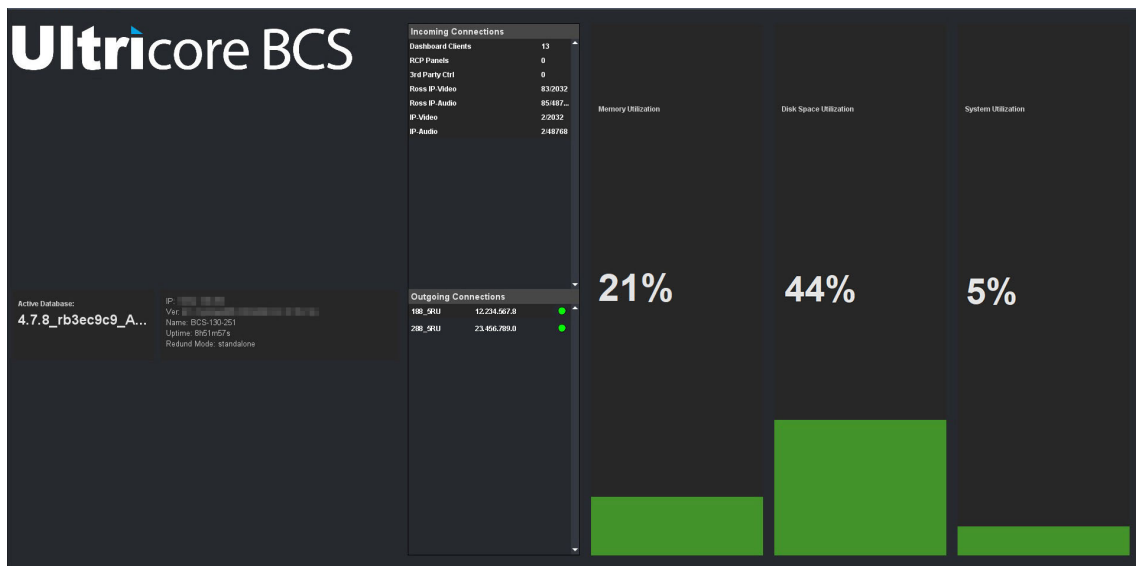 Ultricore BCS
Active Database:
4.7.8_rb3ec9c9_A...
IP:
Ver:
Name: BCS-130-251
Uptime: 8h51m57s
Redund Mode: standalone
Incoming Connections
Dashboard Clients 13
RCP Panels 0
3rd Party Ctrl 0
Ross IP-Video 83/2032
Ross IP-Audio 85/487...
IP-Video 2/2032
IP-Audio 2/48768
Outgoing Connections
188_5RU 12.234.567.8
288_5RU 23.456.789.0
Memory Utilization
21%
Disk Space Utilization
44%
System Utilization
5%